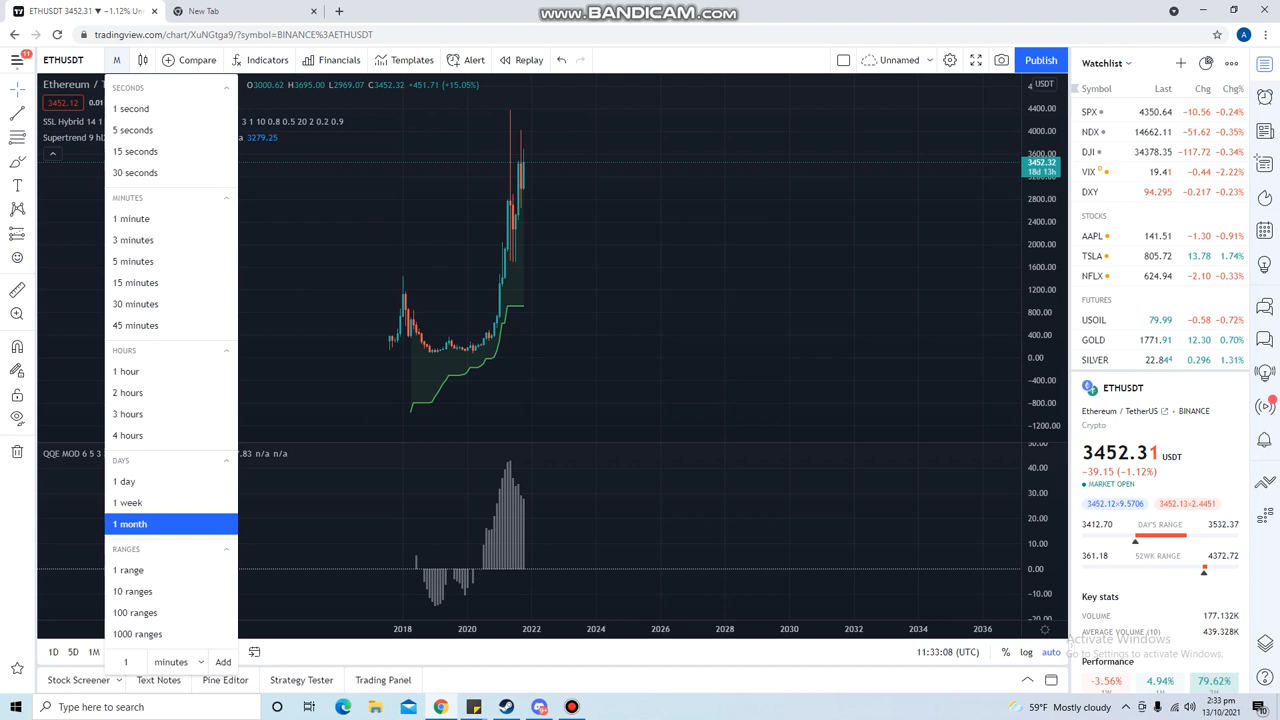 ETHUSDT 3452.31 ▼ −1.12% Un
New Tab
www.BANDICAM.com
tradingview.com/chart/XuNGtga9/?symbol=BINANCE%3AETHUSDT
A
11
ETHUSDT
M
Compare
Indicators
Financials
Templates
Alert
Replay
Unnamed
Publish
Ethereum / T
O3000.62 H3695.00 L2969.07 C3452.32 +451.71 (+15.05%)
3452.12
0.01
SSL Hybrid 14 1
3 1 10 0.8 0.5 20 2 0.2 0.9
Supertrend 9 hl
a 3279.25
SECONDS
1 second
5 seconds
15 seconds
30 seconds
MINUTES
1 minute
3 minutes
5 minutes
15 minutes
30 minutes
45 minutes
HOURS
1 hour
2 hours
3 hours
4 hours
DAYS
1 day
1 week
1 month
RANGES
1 range
10 ranges
100 ranges
1000 ranges
1 minutes Add
QQE MOD 6 5 3
7.83 n/a n/a
USDT
4400.00
4000.00
3600.00
3452.32
18d 13h
2800.00
2400.00
2000.00
1600.00
1200.00
800.00
400.00
0.00
−400.00
−800.00
−1200.00
50.00
40.00
30.00
20.00
10.00
0.00
−10.00
−20.00
2018 2020 2022 2024 2026 2028 2030 2032 2034 2036
1D 5D 1M
11:33:08 (UTC) % log auto
Stock Screener Text Notes Pine Editor Strategy Tester Trading Panel
Watchlist
Symbol Last Chg Chg%
SPX 4350.64 −10.56 −0.24%
NDX 14662.11 −51.62 −0.35%
DJI 34378.35 −117.72 −0.34%
VIX D 19.41 −0.44 −2.22%
DXY 94.295 −0.217 −0.23%
STOCKS
AAPL 141.51 −1.30 −0.91%
TSLA 805.72 13.78 1.74%
NFLX 624.94 −2.10 −0.33%
FUTURES
USOIL 79.99 −0.58 −0.72%
GOLD 1771.91 12.30 0.70%
SILVER 22.844 0.296 1.31%
ETHUSDT
Ethereum / TetherUS • BINANCE
Crypto
3452.31 USDT
−39.15 (−1.12%)
MARKET OPEN
3452.12×9.5706 3452.13×2.4451
3412.70 DAY'S RANGE 3532.37
361.18 52WK RANGE 4372.72
Key stats
VOLUME 177.132K
AVERAGE VOLUME (10) 439.328K
Performance
−3.56% 4.94% 79.62%
Activate Windows
Go to Settings to activate Windows.
Type here to search
59°F Mostly cloudy
2:33 pm
13/10/2021